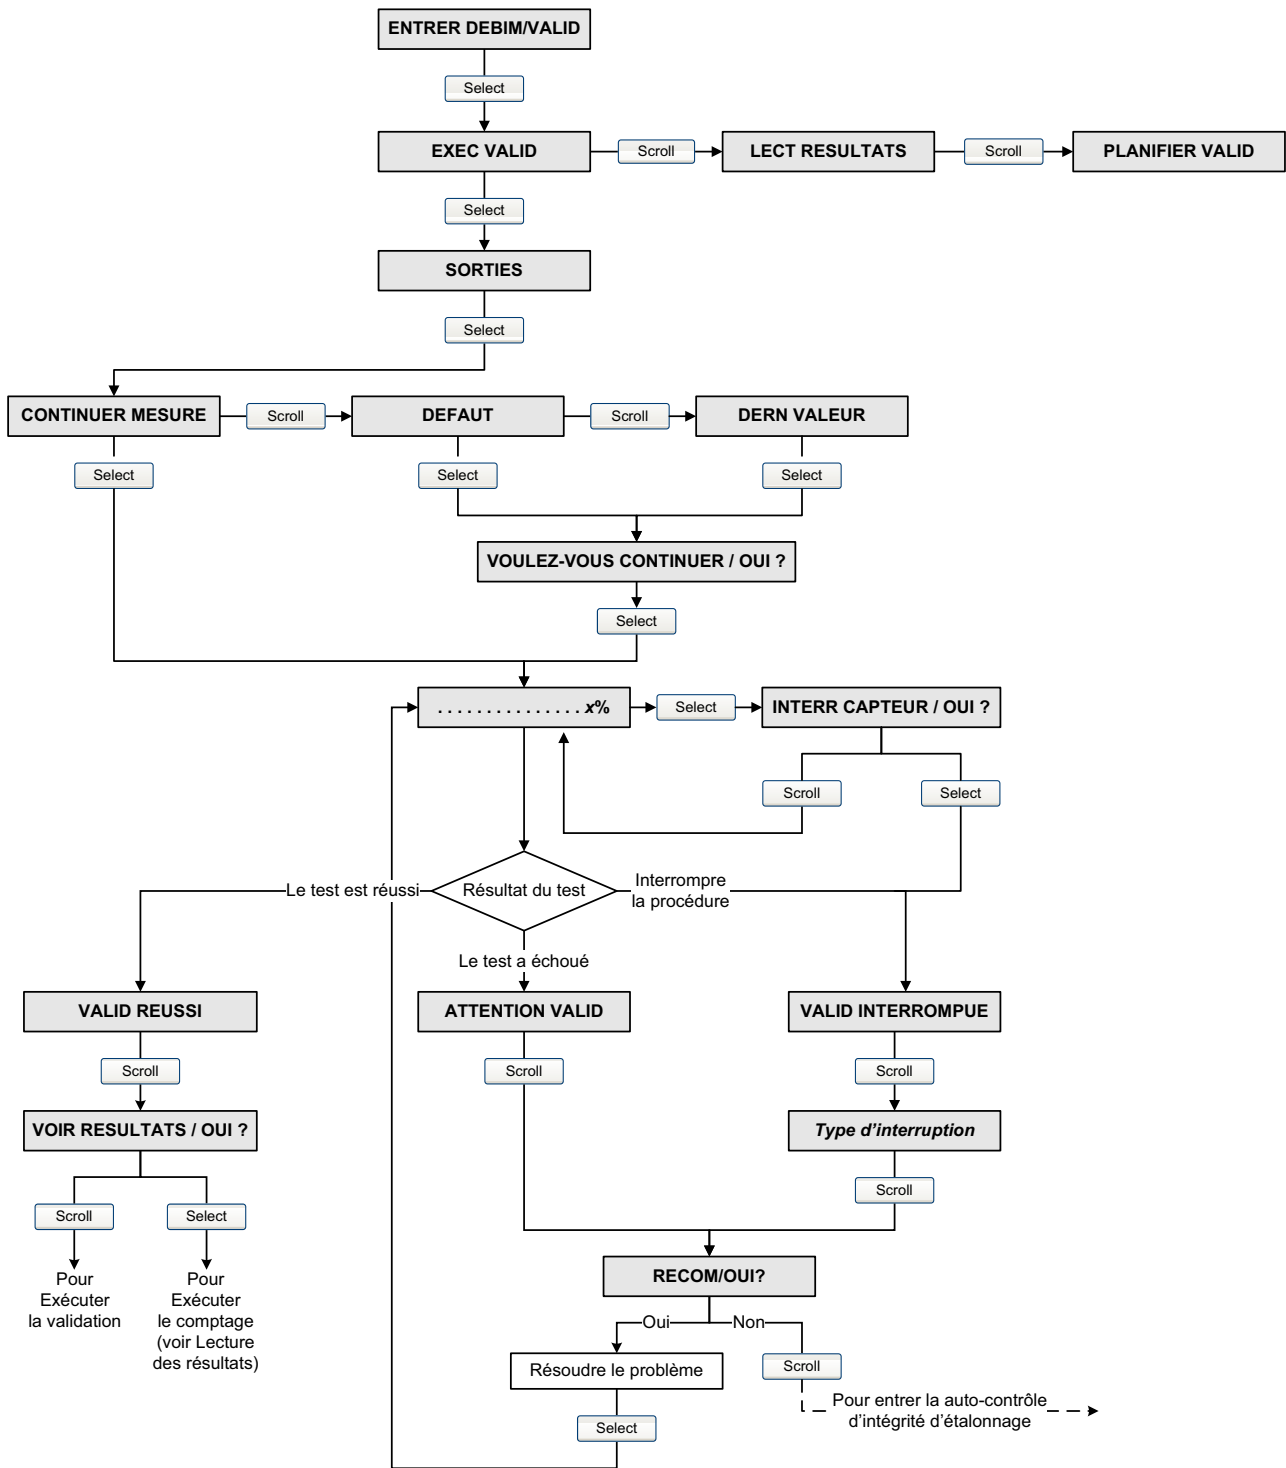 ENTRER DEBIM/VALID
Select
EXEC VALID
Scroll
LECT RESULTATS
Scroll
PLANIFIER VALID
Select
SORTIES
Select
CONTINUER MESURE
Scroll
DEFAUT
Scroll
DERN VALEUR
Select
Select
Select
VOULEZ-VOUS CONTINUER / OUI ?
Select
. . . . . . . . . . . . . . . x%
Select
INTERR CAPTEUR / OUI ?
Scroll
Select
Le test est réussi
Résultat du test
Interrompre
la procédure
Le test a échoué
VALID REUSSI
ATTENTION VALID
VALID INTERROMPUE
Scroll
Scroll
Scroll
VOIR RESULTATS / OUI ?
Type d'interruption
Scroll
Select
Scroll
Pour
Exécuter
la validation
Pour
Exécuter
le comptage
(voir Lecture
des résultats)
RECOM/OUI?
Oui
Non
Résoudre le problème
Scroll
Select
Pour entrer la auto-contrôle
d'intégrité d'étalonnage